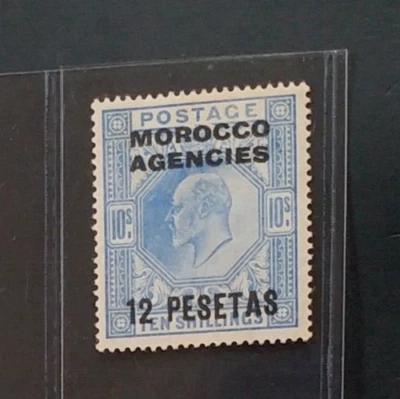 POSTAGE
MOROCCO
AGENCIES
10S. 10S.
12 PESETAS
TEN SHILLINGS